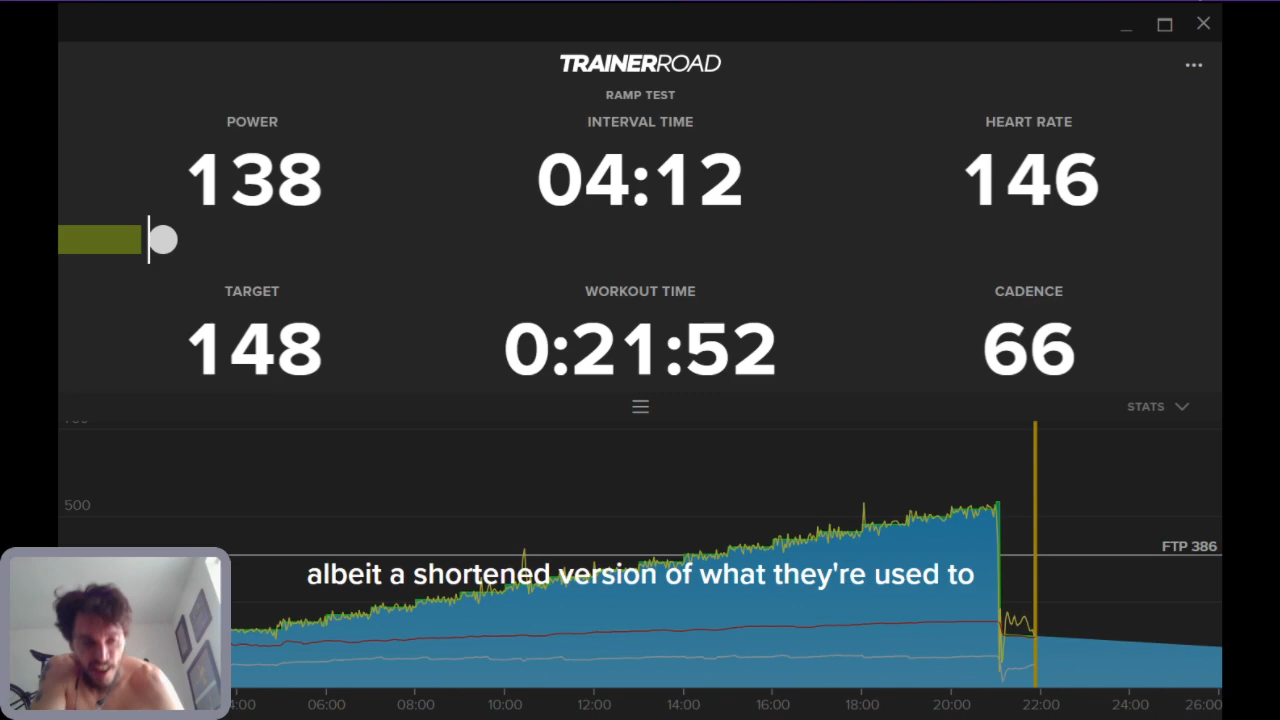 TRAINERROAD
RAMP TEST
POWER
INTERVAL TIME
HEART RATE
138
04:12
146
TARGET
WORKOUT TIME
CADENCE
148
0:21:52
66
STATS
500
FTP 386
albeit a shortened version of what they're used to
06:00 08:00 10:00 12:00 14:00 16:00 18:00 20:00 22:00 24:00 26:00